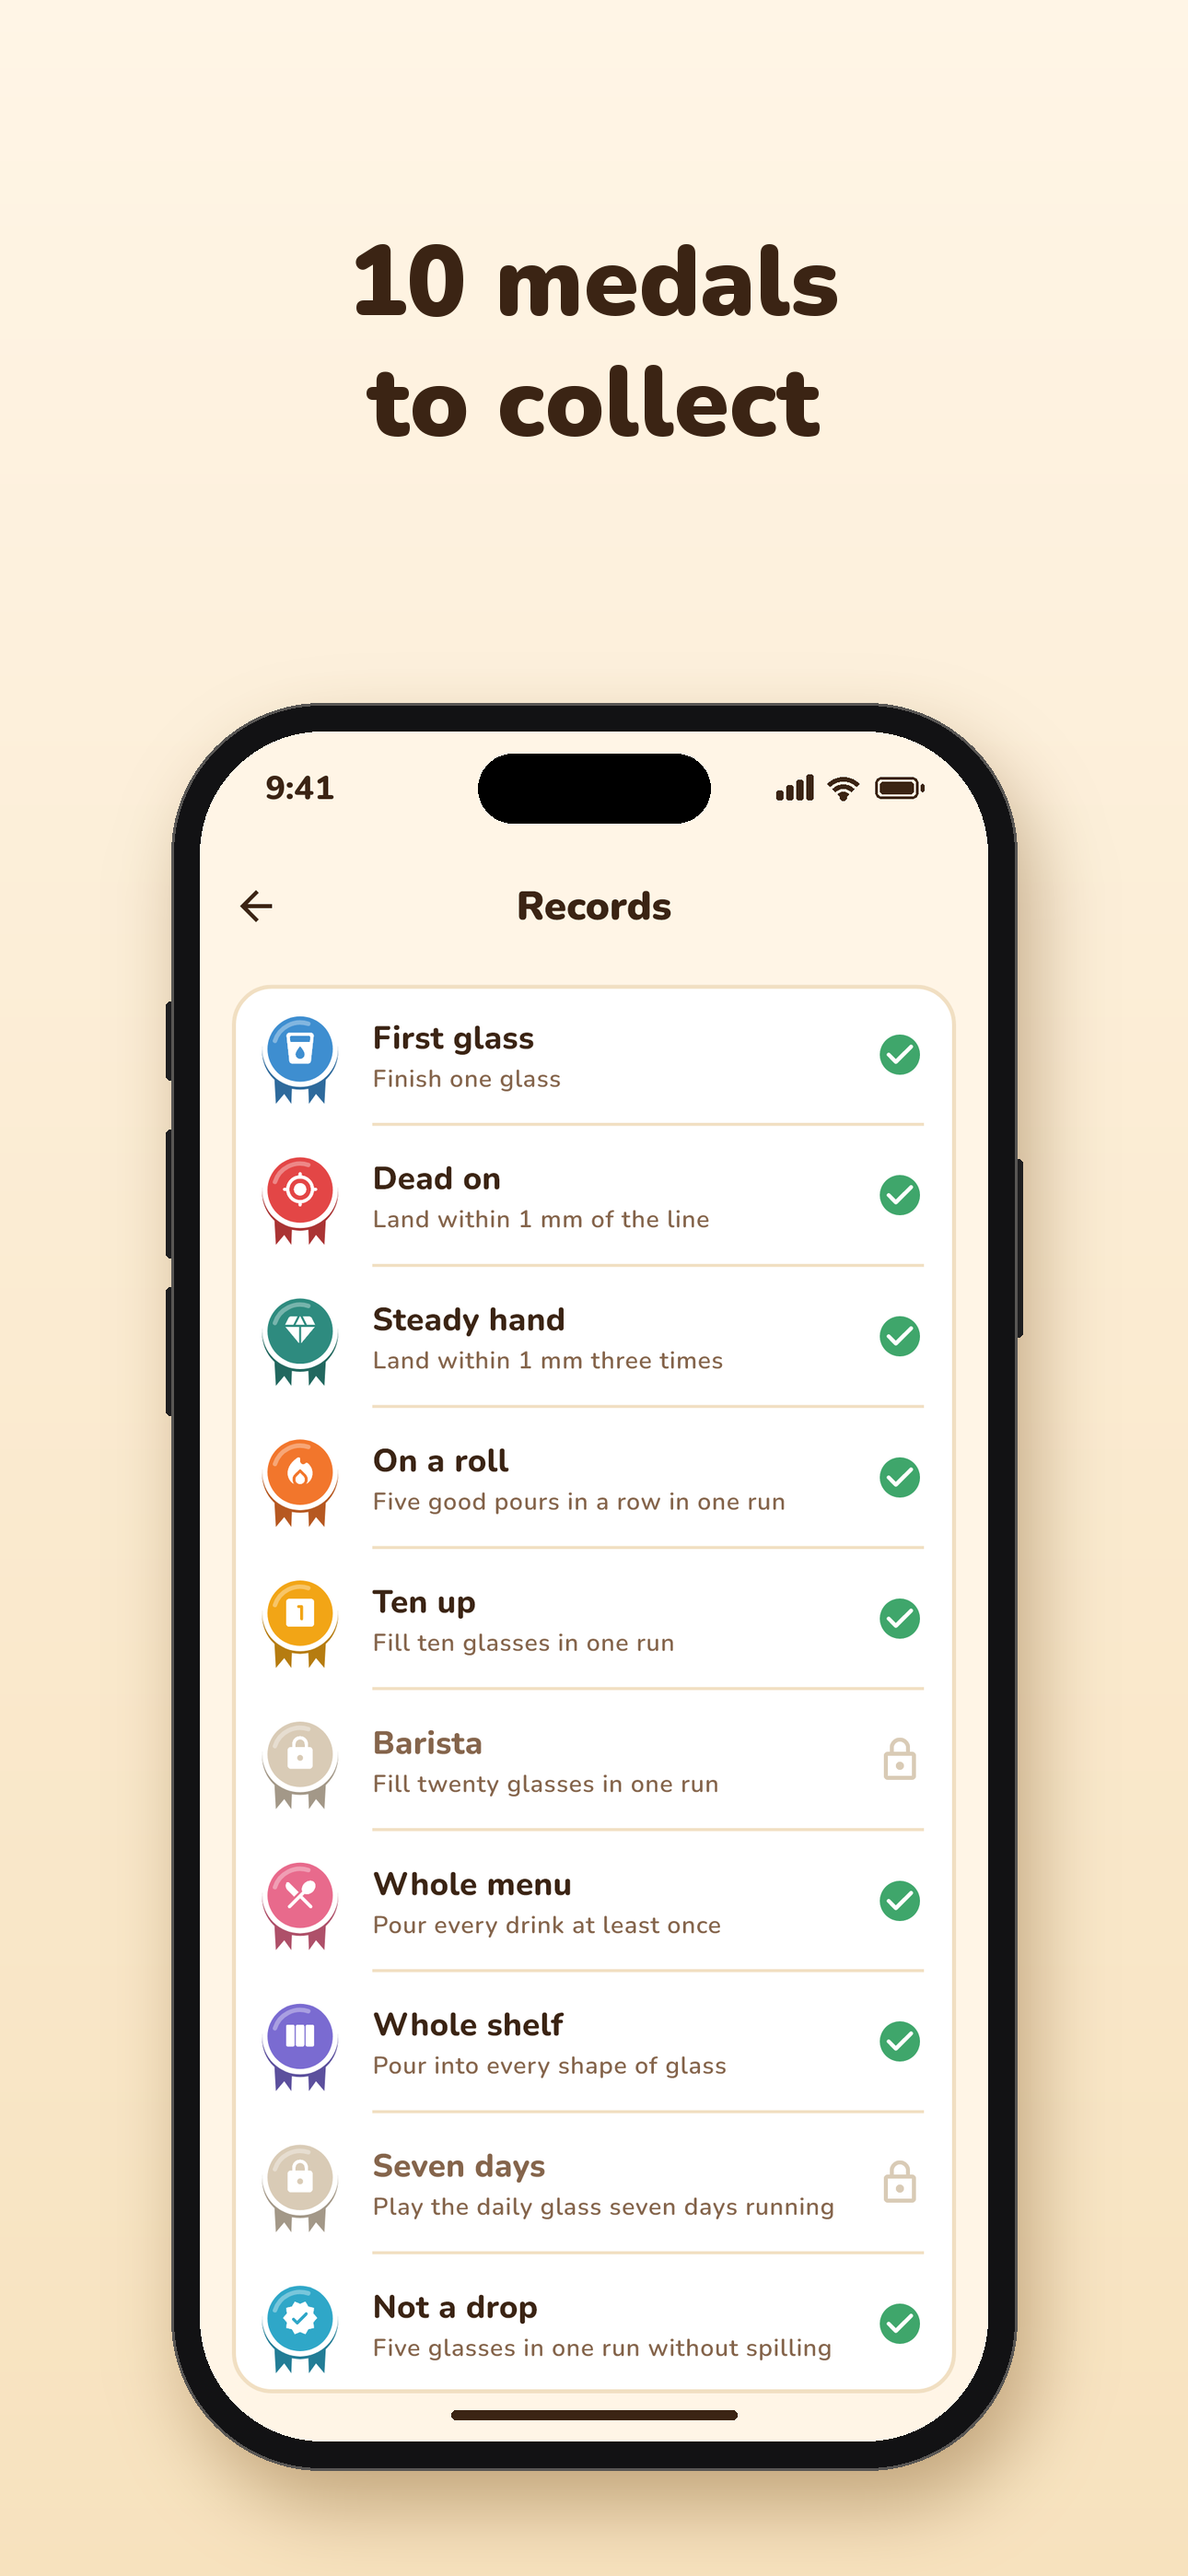 10 medals
to collect
9:41
Records
First glass
Finish one glass
Dead on
Land within 1 mm of the line
Steady hand
Land within 1 mm three times
On a roll
Five good pours in a row in one run
1
Ten up
Fill ten glasses in one run
Barista
Fill twenty glasses in one run
Whole menu
Pour every drink at least once
Whole shelf
Pour into every shape of glass
Seven days
Play the daily glass seven days running
Not a drop
Five glasses in one run without spilling